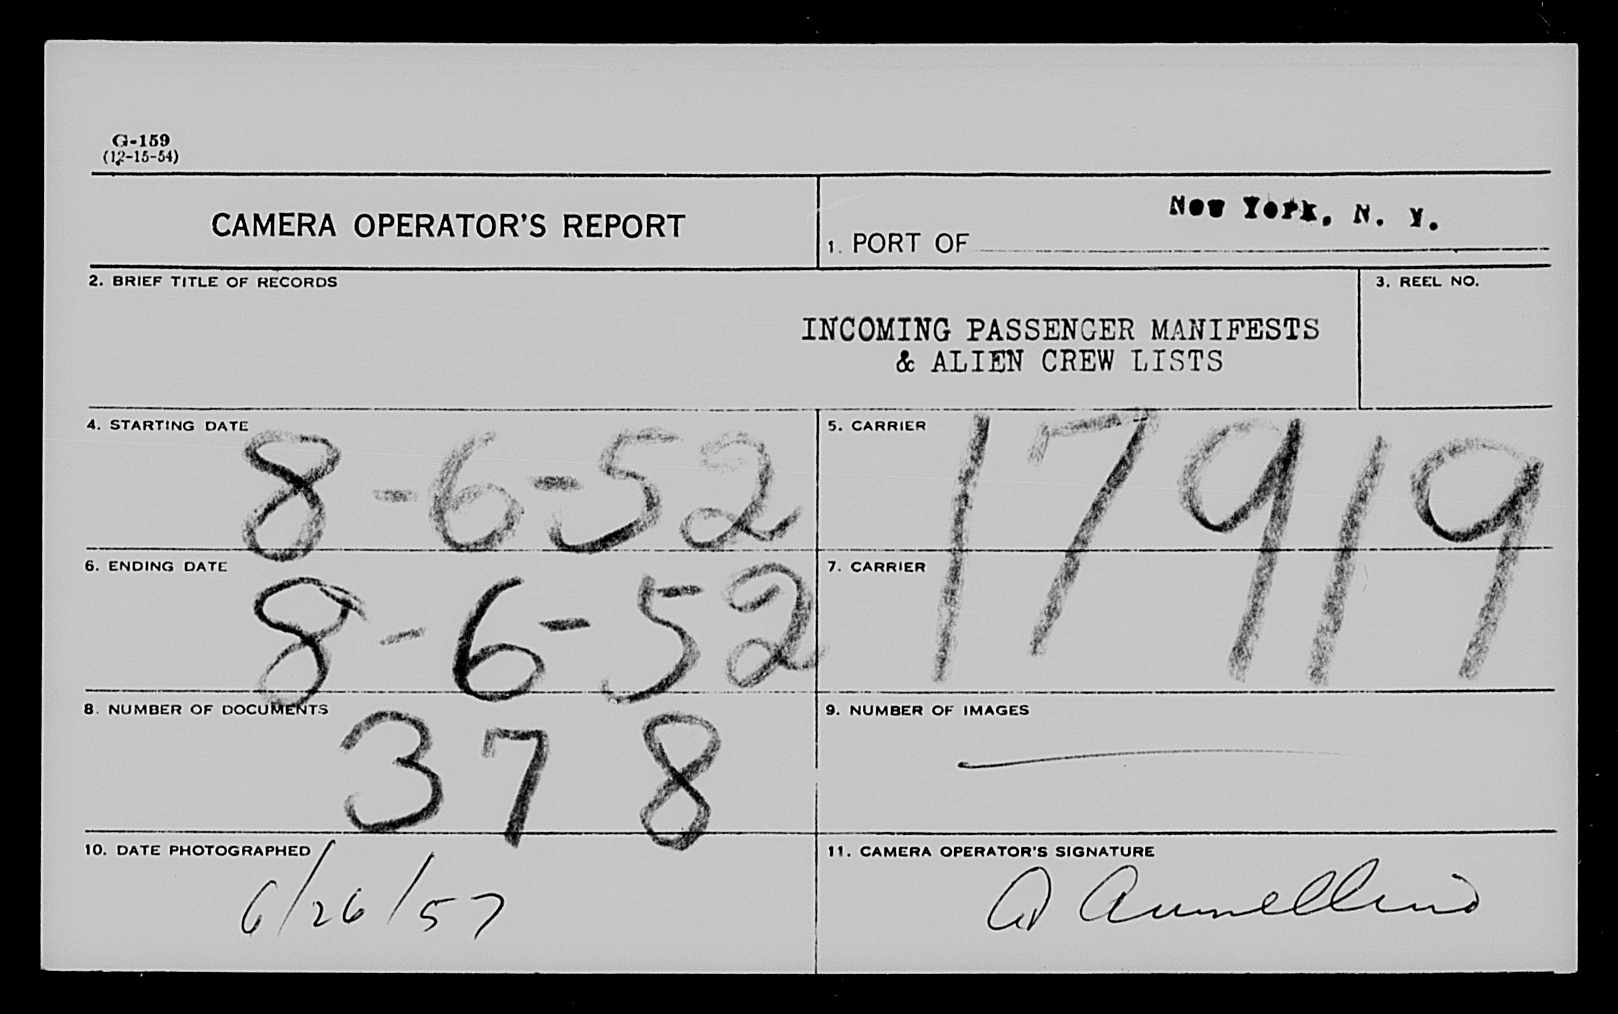 G-159
(12-15-54)
CAMERA OPERATOR'S REPORT
1. PORT OF New York, N. Y.
2. BRIEF TITLE OF RECORDS
INCOMING PASSENGER MANIFESTS
& ALIEN CREW LISTS
3. REEL NO.
4. STARTING DATE
8-6-52
5. CARRIER
17919
6. ENDING DATE
8-6-52
7. CARRIER
8. NUMBER OF DOCUMENTS
378
9. NUMBER OF IMAGES
10. DATE PHOTOGRAPHED
6/26/57
11. CAMERA OPERATOR'S SIGNATURE